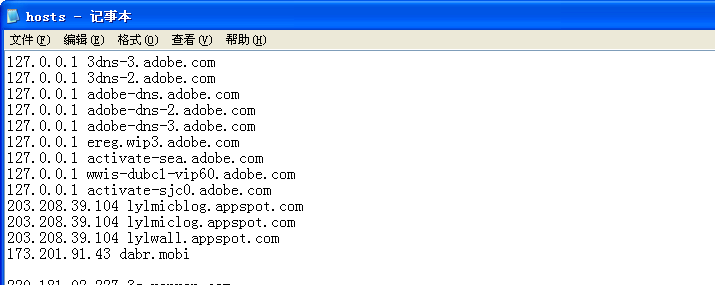 hosts - 记事本
文件(F) 编辑(E) 格式(O) 查看(V) 帮助(H)
127.0.0.1 3dns-3.adobe.com
127.0.0.1 3dns-2.adobe.com
127.0.0.1 adobe-dns.adobe.com
127.0.0.1 adobe-dns-2.adobe.com
127.0.0.1 adobe-dns-3.adobe.com
127.0.0.1 ereg.wip3.adobe.com
127.0.0.1 activate-sea.adobe.com
127.0.0.1 wwis-dubc1-vip60.adobe.com
127.0.0.1 activate-sjc0.adobe.com
203.208.39.104 lylmicblog.appspot.com
203.208.39.104 lylmiclog.appspot.com
203.208.39.104 lylwall.appspot.com
173.201.91.43 dabr.mobi